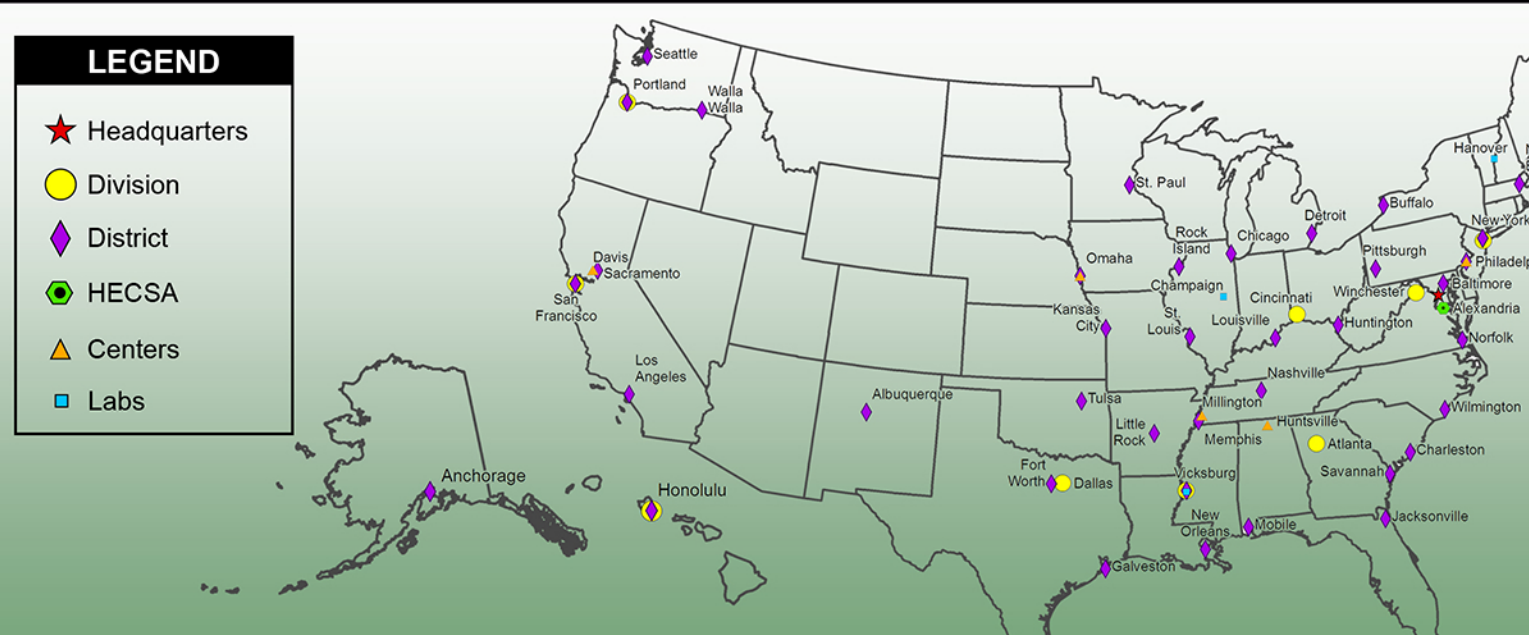 LEGEND
Headquarters
Division
District
HECSA
Centers
Labs
Seattle
Portland
Walla
Walla
Davis
Sacramento
San
Francisco
Los
Angeles
Anchorage
Honolulu
Albuquerque
St. Paul
Omaha
Rock
Island
Chicago
Detroit
Buffalo
Hanover
New York
Pittsburgh
Champaign
Cincinnati
Winchester
Baltimore
Alexandria
Kansas
City
St.
Louis
Louisville
Huntington
Norfolk
Nashville
Tulsa
Millington
Little
Rock
Memphis
Huntsville
Wilmington
Atlanta
Charleston
Fort
Worth
Dallas
Vicksburg
Savannah
New
Orleans
Mobile
Jacksonville
Galveston